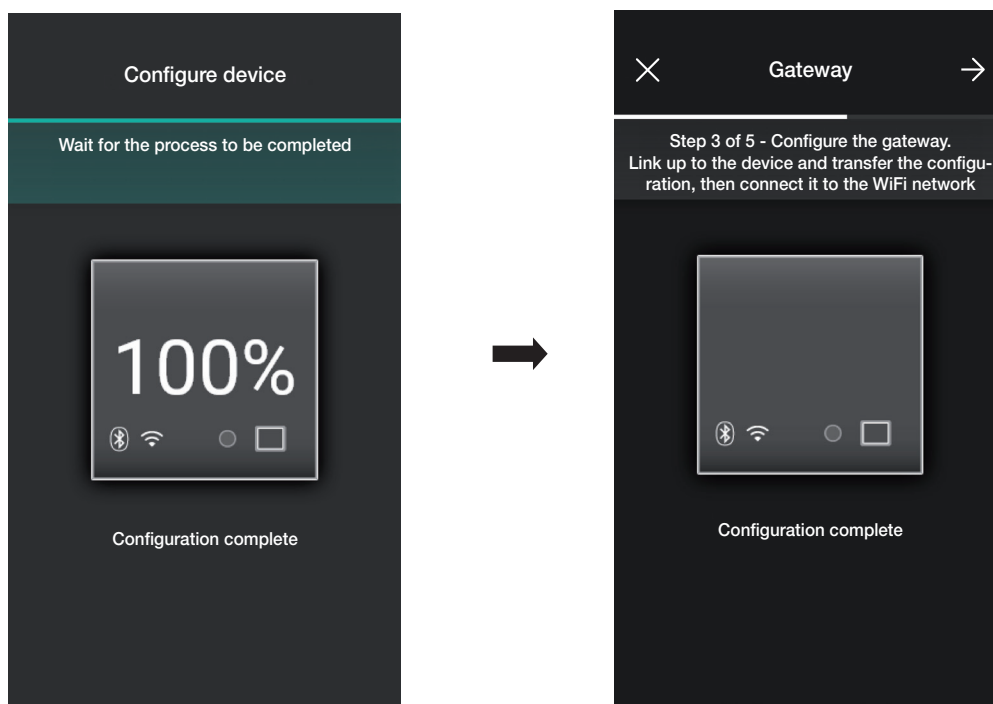 Configure device
Wait for the process to be completed
100%
Configuration complete
Gateway
Step 3 of 5 - Configure the gateway.
Link up to the device and transfer the configu-
ration, then connect it to the WiFi network
Configuration complete